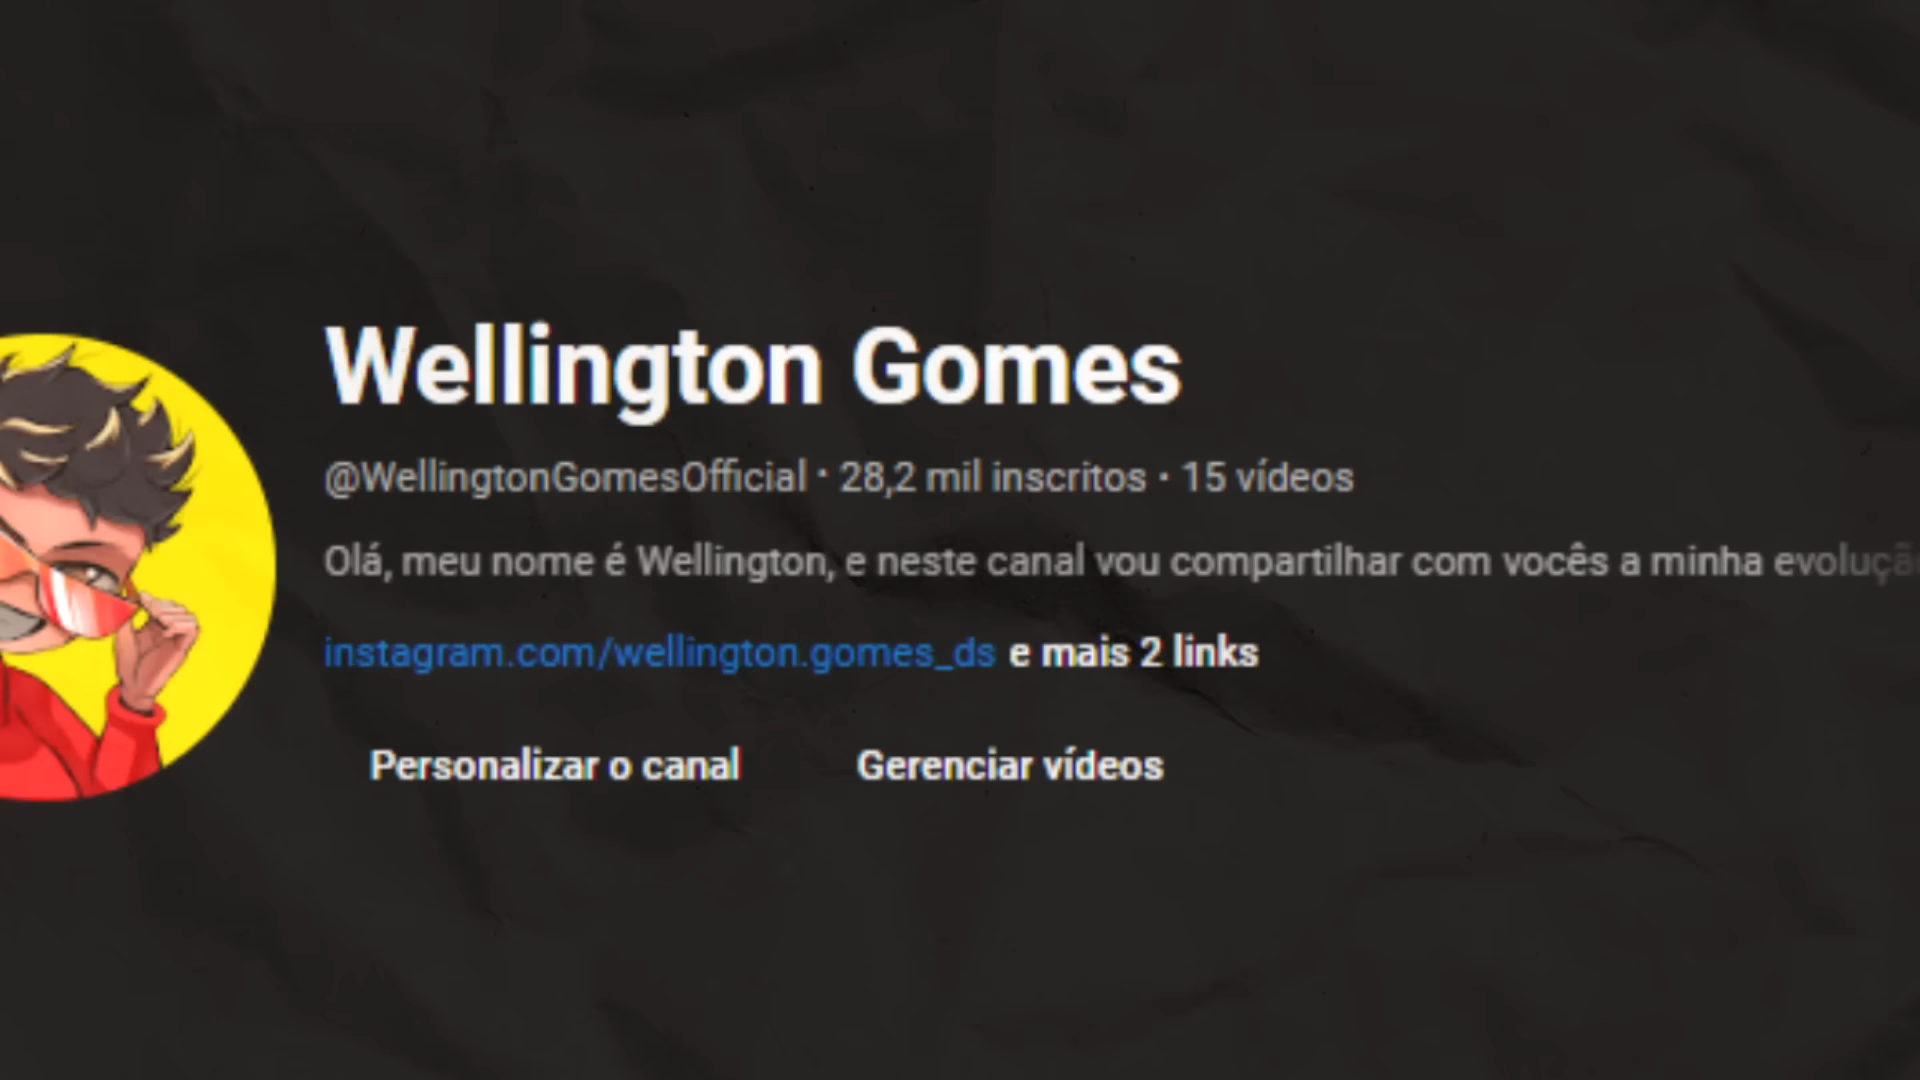 Wellington Gomes
@WellingtonGomesOfficial · 28,2 mil inscritos · 15 vídeos
Olá, meu nome é Wellington, e neste canal vou compartilhar com vocês a minha
instagram.com/wellington.gomes_ds e mais 2 links
Personalizar o canal Gerenciar vídeos